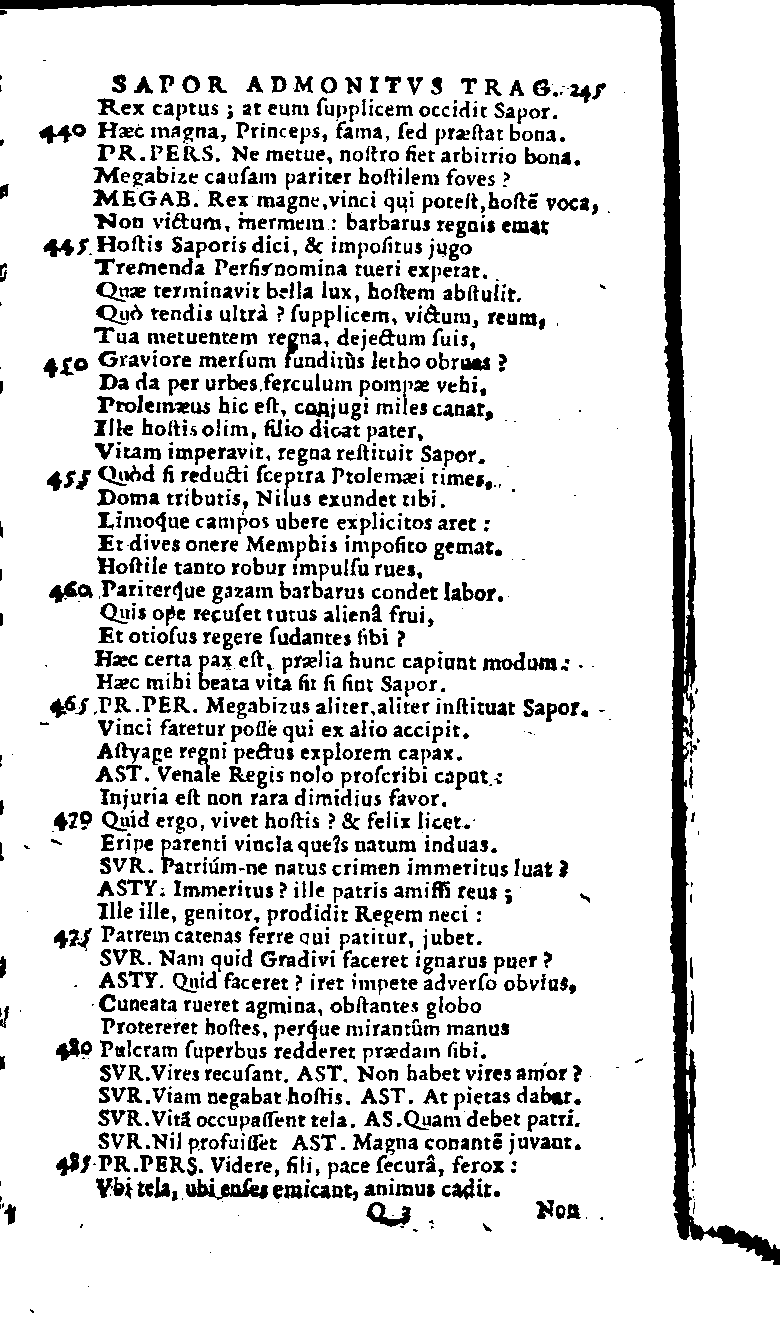 SAPOR ADMONITVS TRAG. 245
Rex captus ; at eum ſupplicem occidit Sapor.
440 Hæc magna, Princeps, fama, ſed præſtat bona.
PR.PERS. Ne metue, noſtro fiet arbitrio bona.
Megabize cauſam pariter hoſtilem foves ?
MEGAB. Rex magne,vinci qui poteſt,hoſtẽ voca,
Non victum, inermem : barbarus regnis emat
445 Hoſtis Saporis dici, & impoſitus jugo
Tremenda Perſis nomina tueri expetat.
Quæ terminavit bella lux, hoſtem abſtulit.
Quò tendis ultrà ? ſupplicem, victum, reum,
Tua metuentem regna, dejectum ſuis,
450 Graviore merſum funditùs letho obruas ?
Da da per urbes ferculum pompæ vehi,
Ptolemæus hic eſt, conjugi miles canat,
Ille hoſtis olim, filio dicat pater,
Vitam imperavit, regna reſtituit Sapor.
455 Quòd ſi reducti ſceptra Ptolemæi times,
Doma tributis, Nilus exundet tibi.
Limoque campos ubere explicitos aret :
Et dives onere Memphis impoſito gemat.
Hoſtile tanto robur impulſu rues,
460 Pariterque gazam barbarus condet labor.
Quis ope recuſet tutus alienâ frui,
Et otioſus regere ſudantes ſibi ?
Hæc certa pax eſt, prælia hunc capiunt modum :
Hæc mihi beata vita ſit ſi ſint Sapor.
465 PR.PER. Megabizus aliter,aliter inſtituat Sapor.
Vinci fatetur poſſe qui ex alio accipit.
Aſtyage regni pectus explorem capax.
AST. Venale Regis nolo proſcribi caput :
Injuria eſt non rara dimidius favor.
470 Quid ergo, vivet hoſtis ? & felix licet.
Eripe parenti vincla queîs natum induas.
SVR. Patriúm-ne natus crimen immeritus luat ?
ASTY. Immeritus ? ille patris amiſſi reus ;
Ille ille, genitor, prodidit Regem neci :
475 Patrem catenas ferre qui patitur, jubet.
SVR. Nam quid Gradivi faceret ignarus puer ?
ASTY. Quid faceret ? iret impete adverſo obvius,
Cuneata rueret agmina, obſtantes globo
Protereret hoſtes, perque mirantûm manus
480 Pulcram ſuperbus redderet prædam ſibi.
SVR.Vires recuſant. AST. Non habet vires amor ?
SVR.Viam negabat hoſtis. AST. At pietas dabat.
SVR.Vitã occupaſſent tela. AS.Quam debet patri.
SVR.Nil profuiſſet AST. Magna conantẽ juvant.
485 PR.PERS. Videre, fili, pace ſecurâ, ferox :
Vbi tela, ubi enſes emicant, animus cadit.
Q 3 Non